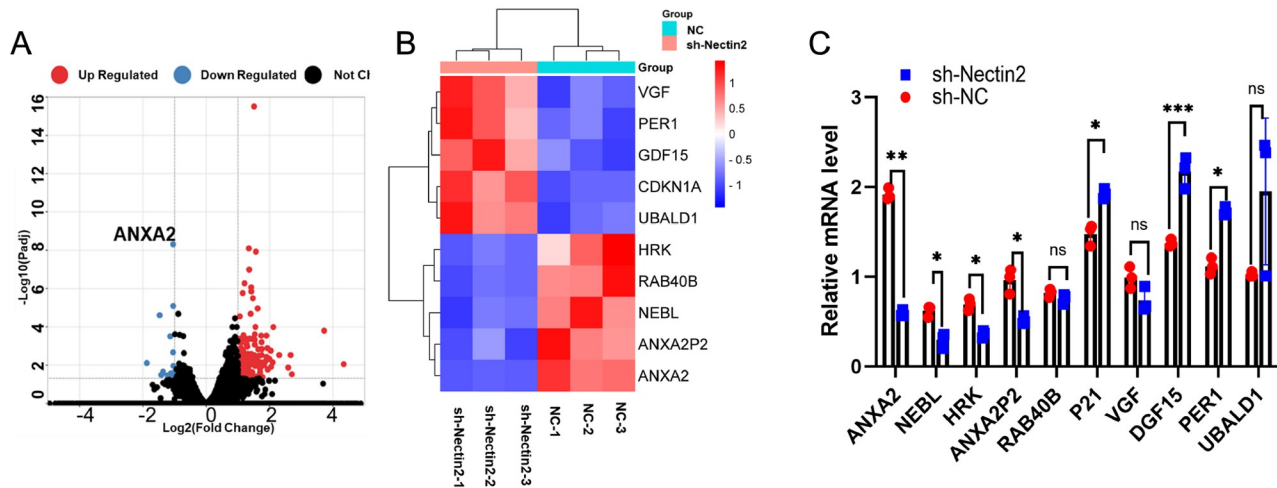 A
Up Regulated
Down Regulated
Not Cl
16
14
12
10
8
6
4
2
0
-Log10(Padj)
ANXA2
-4
-2
0
2
4
Log2(Fold Change)
B
Group
NC
sh-Nectin2
Group
1
0.5
0
- 0.5
- 1
VGF
PER1
GDF15
CDKN1A
UBALD1
HRK
RAB40B
NEBL
ANXA2P2
ANXA2
sh-Nectin2-1
sh-Nectin2-2
sh-Nectin2-3
NC-1
NC-2
NC-3
C
sh-Nectin2
sh-NC
Relative mRNA level
3
2
1
0
**
*
*
*
ns
*
ns
***
*
ns
ANXA2
NEBL
HRK
ANXA2P2
RAB40B
P21
VGF
DGF15
PER1
UBALD1